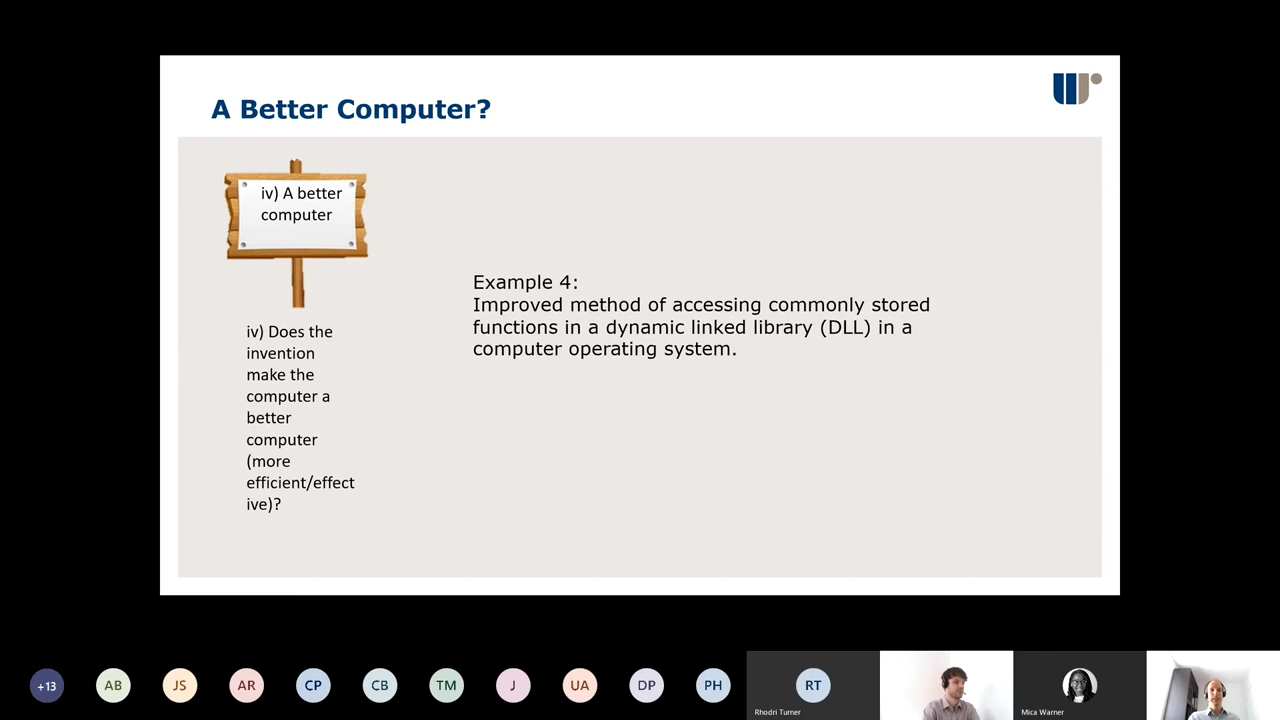 A Better Computer?
iv) A better
computer
iv) Does the
invention
make the
computer a
better
computer
(more
efficient/effect
ive)?
Example 4:
Improved method of accessing commonly stored
functions in a dynamic linked library (DLL) in a
computer operating system.
+13
AB
JS
AR
CP
CB
TM
J
UA
DP
PH
RT
Rhodri Turner
Mica Warner